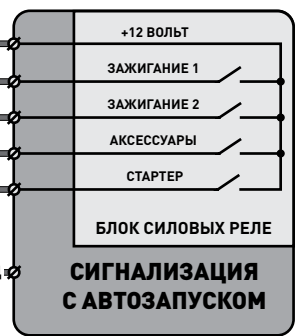 +12 ВОЛЬТ
ЗАЖИГАНИЕ 1
ЗАЖИГАНИЕ 2
АКСЕССУАРЫ
СТАРТЕР
БЛОК СИЛОВЫХ РЕЛЕ
СИГНАЛИЗАЦИЯ
С АВТОЗАПУСКОМ